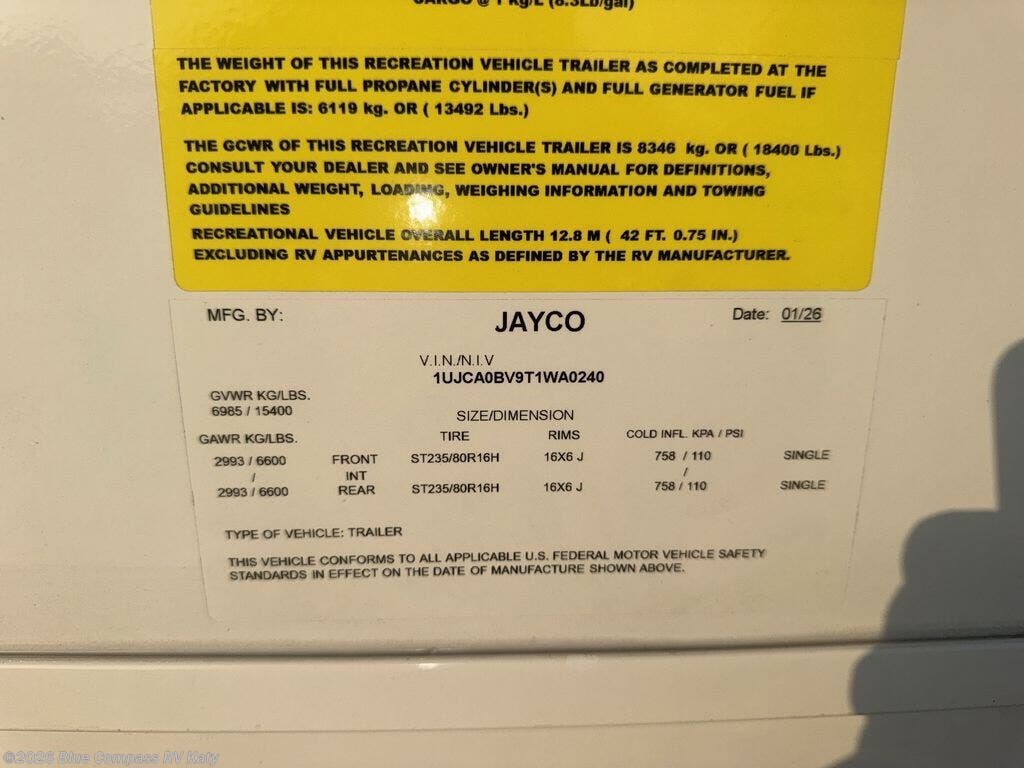 CARGO @ 1 kg/L (8.3Lb/gal)
THE WEIGHT OF THIS RECREATION VEHICLE TRAILER AS COMPLETED AT THE
FACTORY WITH FULL PROPANE CYLINDER(S) AND FULL GENERATOR FUEL IF
APPLICABLE IS: 6119 kg. OR ( 13492 Lbs.)
THE GCWR OF THIS RECREATION VEHICLE TRAILER IS 8346 kg. OR ( 18400 Lbs.)
CONSULT YOUR DEALER AND SEE OWNER'S MANUAL FOR DEFINITIONS,
ADDITIONAL WEIGHT, LOADING, WEIGHING INFORMATION AND TOWING
GUIDELINES
RECREATIONAL VEHICLE OVERALL LENGTH 12.8 M ( 42 FT. 0.75 IN.)
EXCLUDING RV APPURTENANCES AS DEFINED BY THE RV MANUFACTURER.
MFG. BY: JAYCO Date: 01/26
V.I.N./N.I.V
1UJCA0BV9T1WA0240
GVWR KG/LBS.
6985 / 15400
SIZE/DIMENSION
GAWR KG/LBS. TIRE RIMS COLD INFL. KPA / PSI
2993 / 6600 FRONT ST235/80R16H 16X6 J 758 / 110 SINGLE
/ INT /
2993 / 6600 REAR ST235/80R16H 16X6 J 758 / 110 SINGLE
TYPE OF VEHICLE: TRAILER
THIS VEHICLE CONFORMS TO ALL APPLICABLE U.S. FEDERAL MOTOR VEHICLE SAFETY
STANDARDS IN EFFECT ON THE DATE OF MANUFACTURE SHOWN ABOVE.
©2026 Blue Compass RV Katy